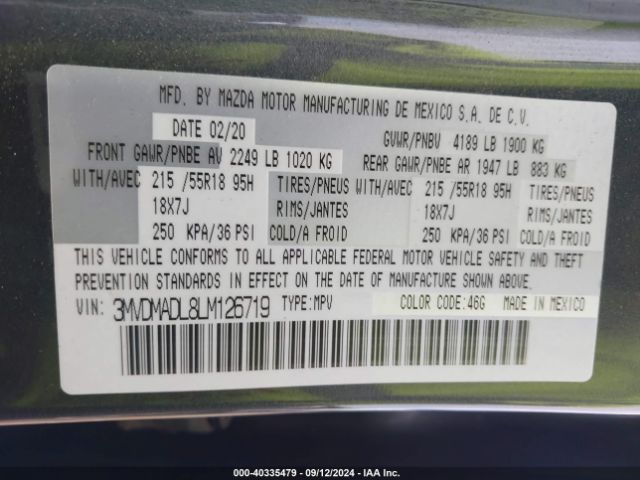 MFD. BY MAZDA MOTOR MANUFACTURING DE MEXICO S.A. DE C.V.
DATE 02/20 GVWR/PNBV 4189 LB 1900 KG
FRONT GAWR/PNBE AV 2249 LB 1020 KG REAR GAWR/PNBE AR 1947 LB 883 KG
WITH/AVEC 215 /55R18 95H TIRES/PNEUS WITH/AVEC 215 /55R18 95H TIRES/PNEUS
18X7J RIMS/JANTES 18X7J RIMS/JANTES
250 KPA/36 PSI COLD/A FROID 250 KPA/36 PSI COLD/A FROID
THIS VEHICLE CONFORMS TO ALL APPLICABLE FEDERAL MOTOR VEHICLE SAFETY AND THEFT
PREVENTION STANDARDS IN EFFECT ON THE DATE OF MANUFACTURE SHOWN ABOVE.
VIN: 3MVDMADL8LM126719 TYPE:MPV COLOR CODE:46G MADE IN MEXICO
000-40335479 - 09/12/2024 - IAAI.COM